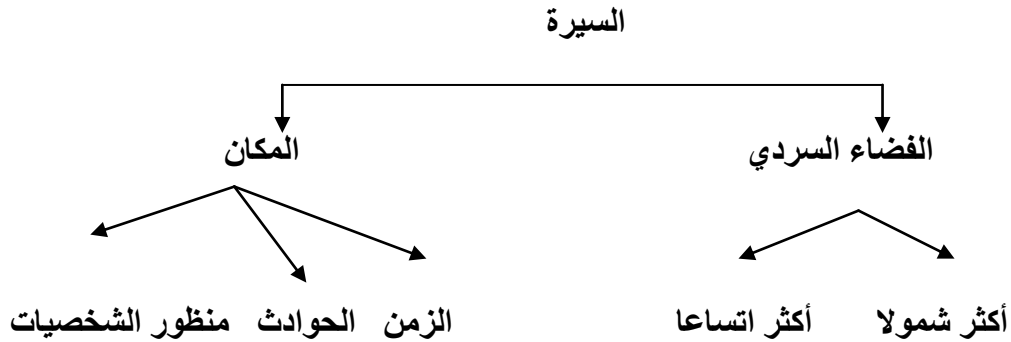 السيرة
الفضاء السردي المكان
أكثر شمولا أكثر اتساعا الزمن الحوادث منظور الشخصيات